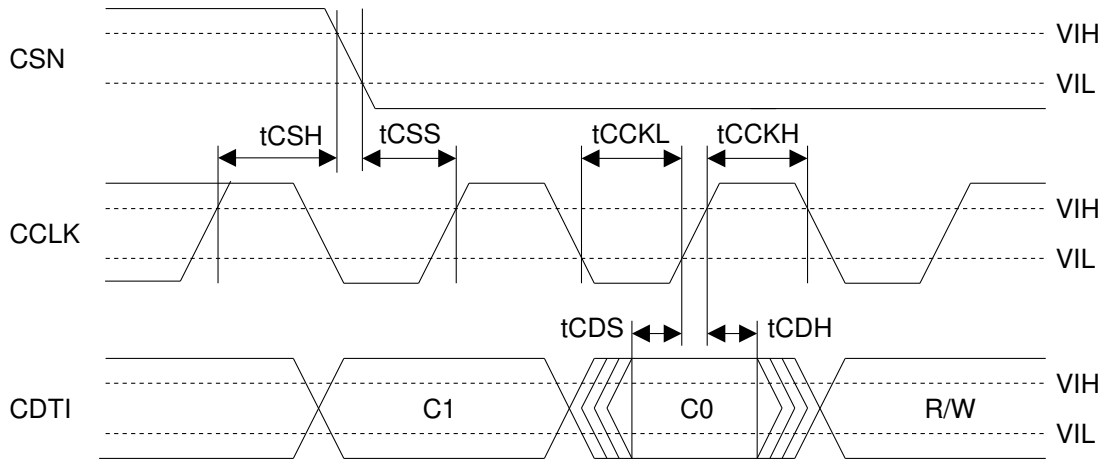 VIH
CSN
VIL
tCSH tCSS tCCKL tCCKH
VIH
CCLK
VIL
tCDS tCDH
VIH
CDTI C1 C0 R/W
VIL